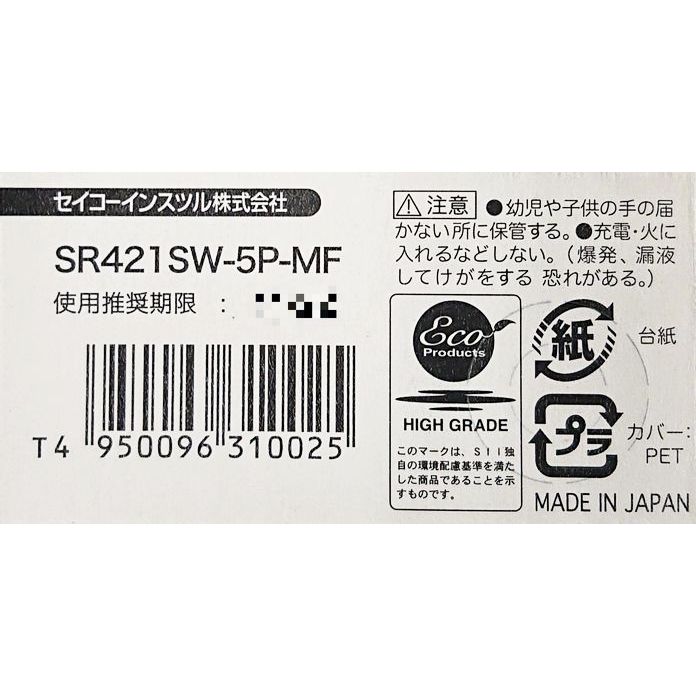 セイコーインスツル株式会社
SR421SW-5P-MF
使用推奨期限 :
T4 950096 310025
⚠注意 ●幼児や子供の手の届
かない所に保管する。●充電・火に
入れるなどしない。(爆発、漏液
してけがをする 恐れがある。)
Eco
Products
HIGH GRADE
このマークは、SII独
自の環境配慮基準を満た
した商品であることを示
すものです。
紙
台紙
プラ
カバー:
PET
MADE IN JAPAN